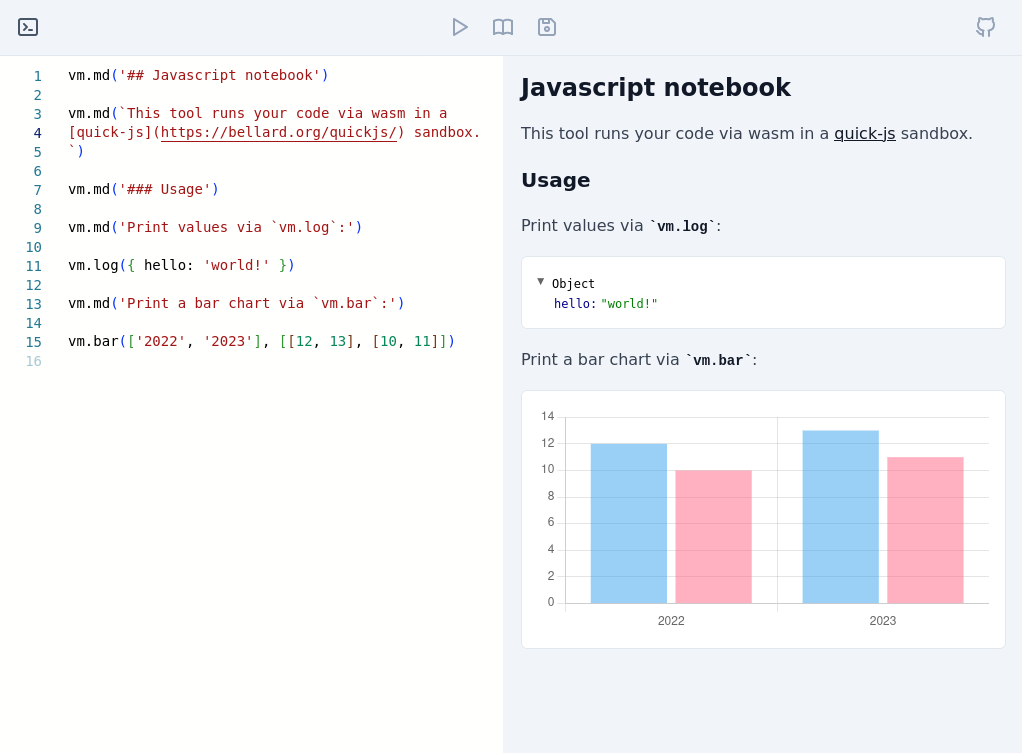 1 vm.md('## Javascript notebook')
2
3 vm.md(`This tool runs your code via wasm in a
4 [quick-js](https://bellard.org/quickjs/) sandbox.
5 `)
6
7 vm.md('### Usage')
8
9 vm.md('Print values via `vm.log`:')
10
11 vm.log({ hello: 'world!' })
12
13 vm.md('Print a bar chart via `vm.bar`:')
14
15 vm.bar(['2022', '2023'], [[12, 13], [10, 11]])
16
Javascript notebook
This tool runs your code via wasm in a quick-js sandbox.
Usage
Print values via `vm.log`:
▼ Object
hello: "world!"
Print a bar chart via `vm.bar`:
14
12
10
8
6
4
2
0
2022 2023